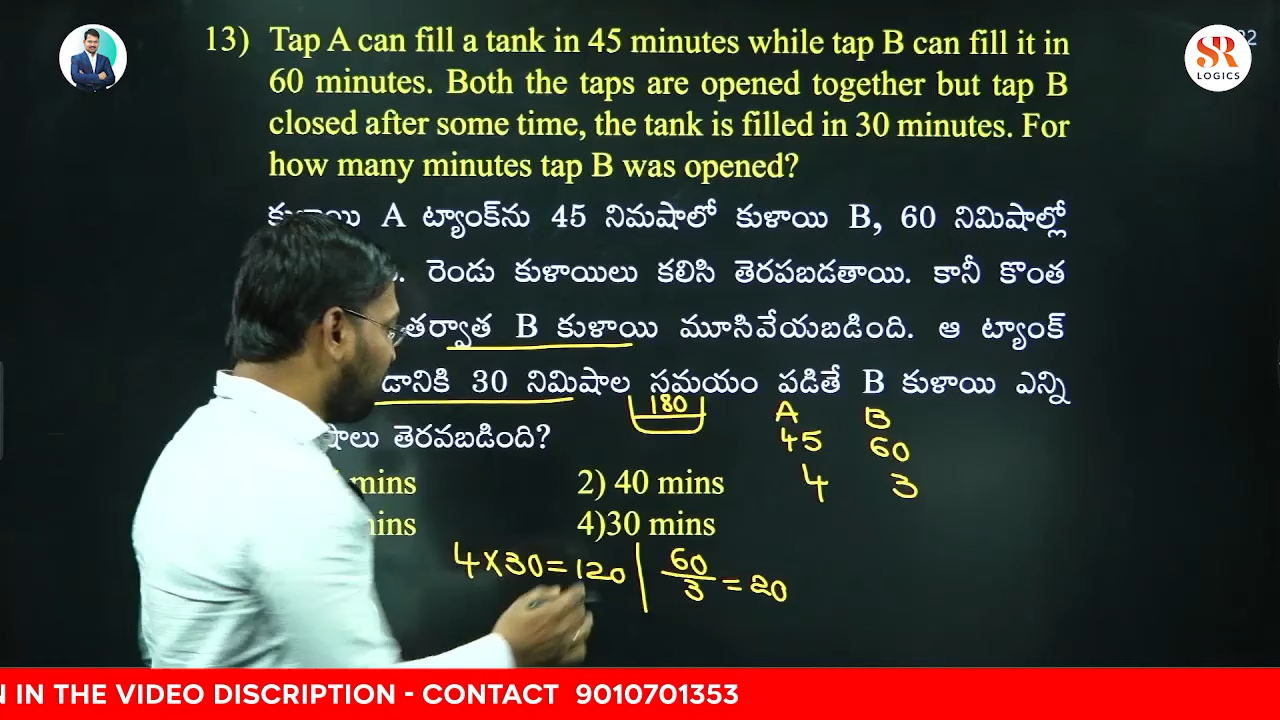 13) Tap A can fill a tank in 45 minutes while tap B can fill it in
60 minutes. Both the taps are opened together but tap B
closed after some time, the tank is filled in 30 minutes. For
how many minutes tap B was opened?
A ట్యాంక్‌ను 45 నిమషాలో కుళాయి B, 60 నిమిషాల్లో
రెండు కుళాయిలు కలిసి తెరపబడతాయి. కానీ కొంత
తర్వాత B కుళాయి మూసివేయబడింది. ఆ ట్యాంక్
30 నిమిషాల సమయం పడితే B కుళాయి ఎన్ని
తెరవబడింది?
180
A B
45 60
4 3
mins 2) 40 mins
4)30 mins
4×30=120 | 60/3 = 20
SR
LOGICS
IN THE VIDEO DISCRIPTION - CONTACT 9010701353